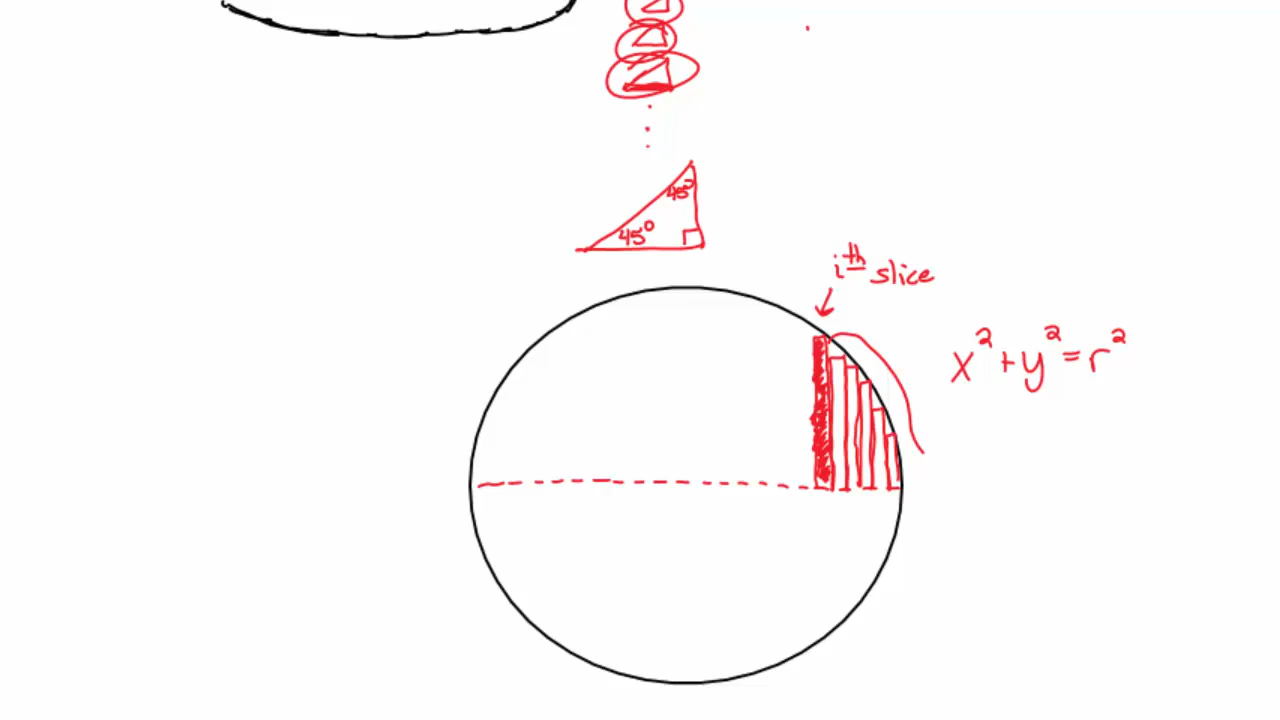 45°
45°
iᵗʰ slice
x² + y² = r²